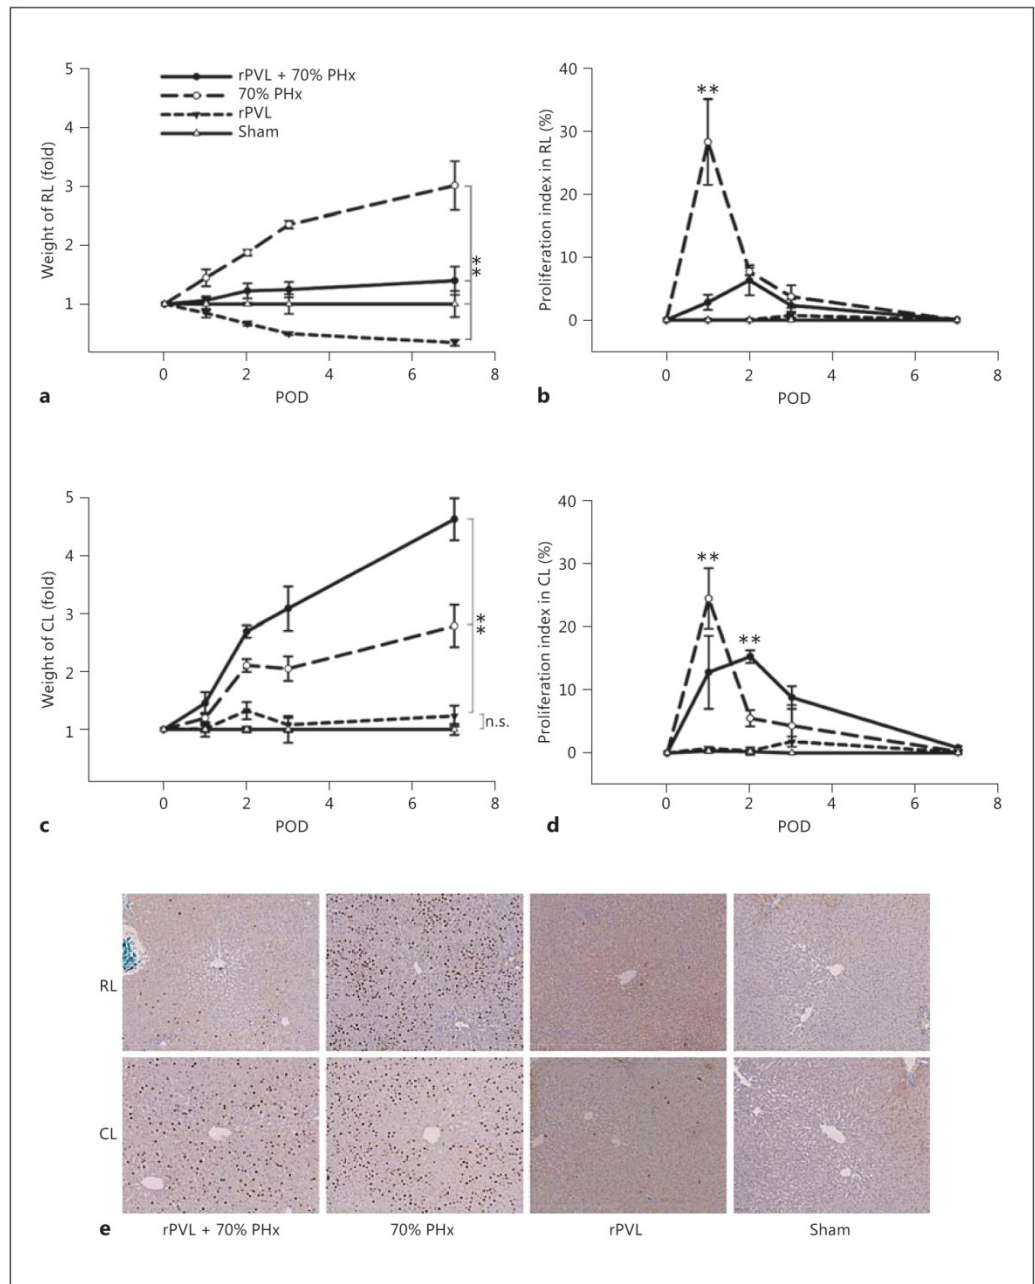 5
4
3
2
1
Weight of RL (fold)
rPVL + 70% PHx
70% PHx
rPVL
Sham
**
0 2 4 6 8
POD
a
40
30
20
10
0
Proliferation index in RL (%)
**
0 2 4 6 8
POD
b
5
4
3
2
1
Weight of CL (fold)
**
n.s.
0 2 4 6 8
POD
c
40
30
20
10
0
Proliferation index in CL (%)
**
**
0 2 4 6 8
POD
d
RL
CL
e
rPVL + 70% PHx 70% PHx rPVL Sham